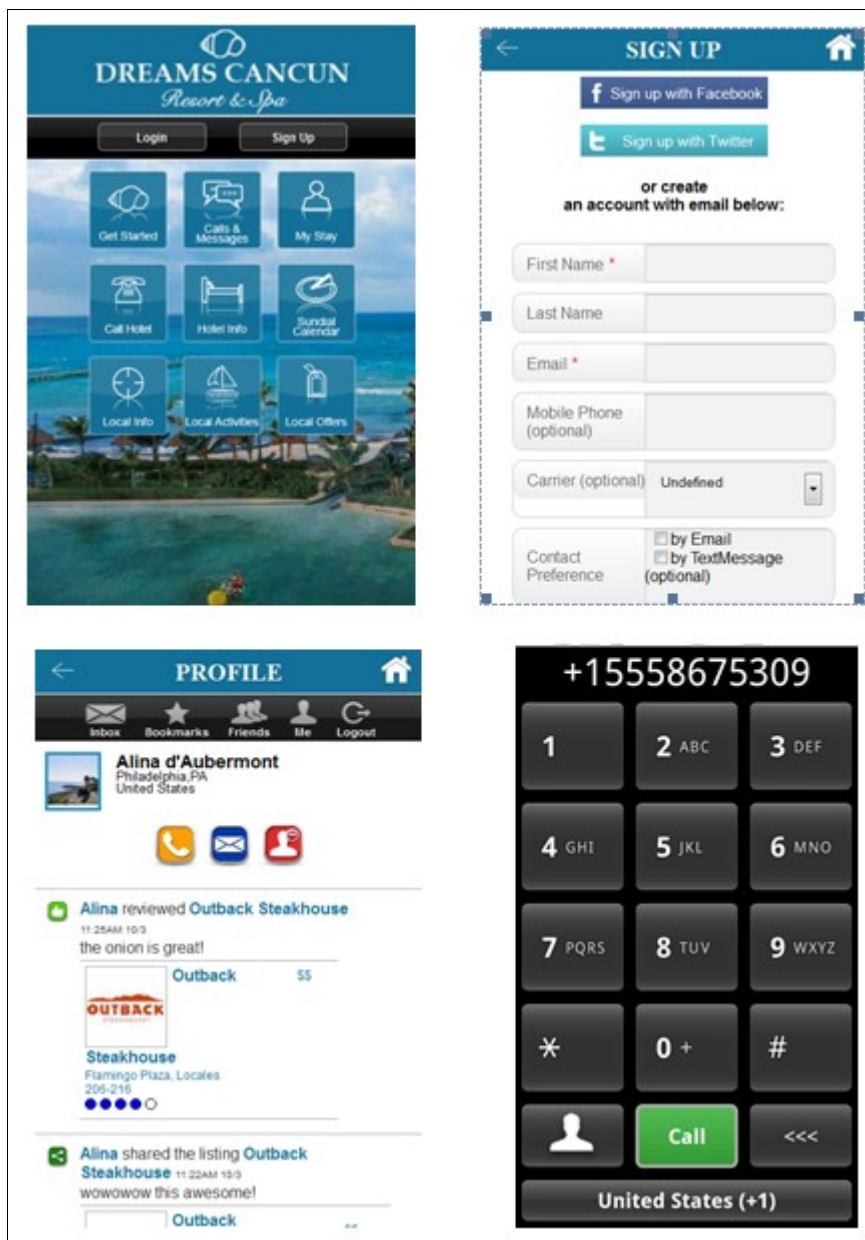 DREAMS CANCUN
Resort & Spa
Login
Sign Up
Get Started
Calls &
Messages
My Stay
Call Hotel
Hotel Info
Sundial
Calendar
Local Info
Local Activities
Local Offers
SIGN UP
f Sign up with Facebook
t Sign up with Twitter
or create
an account with email below:
First Name *
Last Name
Email *
Mobile Phone
(optional)
Carrier (optional)
Undefined
Contact
Preference
by Email
by TextMessage
(optional)
PROFILE
Inbox Bookmarks Friends Me Logout
Alina d'Aubermont
Philadelphia,PA
United States
Alina reviewed Outback Steakhouse
11:25AM 10/3
the onion is great!
Outback $$
OUTBACK
STEAKHOUSE
Steakhouse
Flamingo Plaza, Locales
206-216
Alina shared the listing Outback
Steakhouse 11:22AM 10/3
wowowow this awesome!
Outback $$
+15558675309
1 2 ABC 3 DEF
4 GHI 5 JKL 6 MNO
7 PQRS 8 TUV 9 WXYZ
* 0 + #
Call <<<
United States (+1)